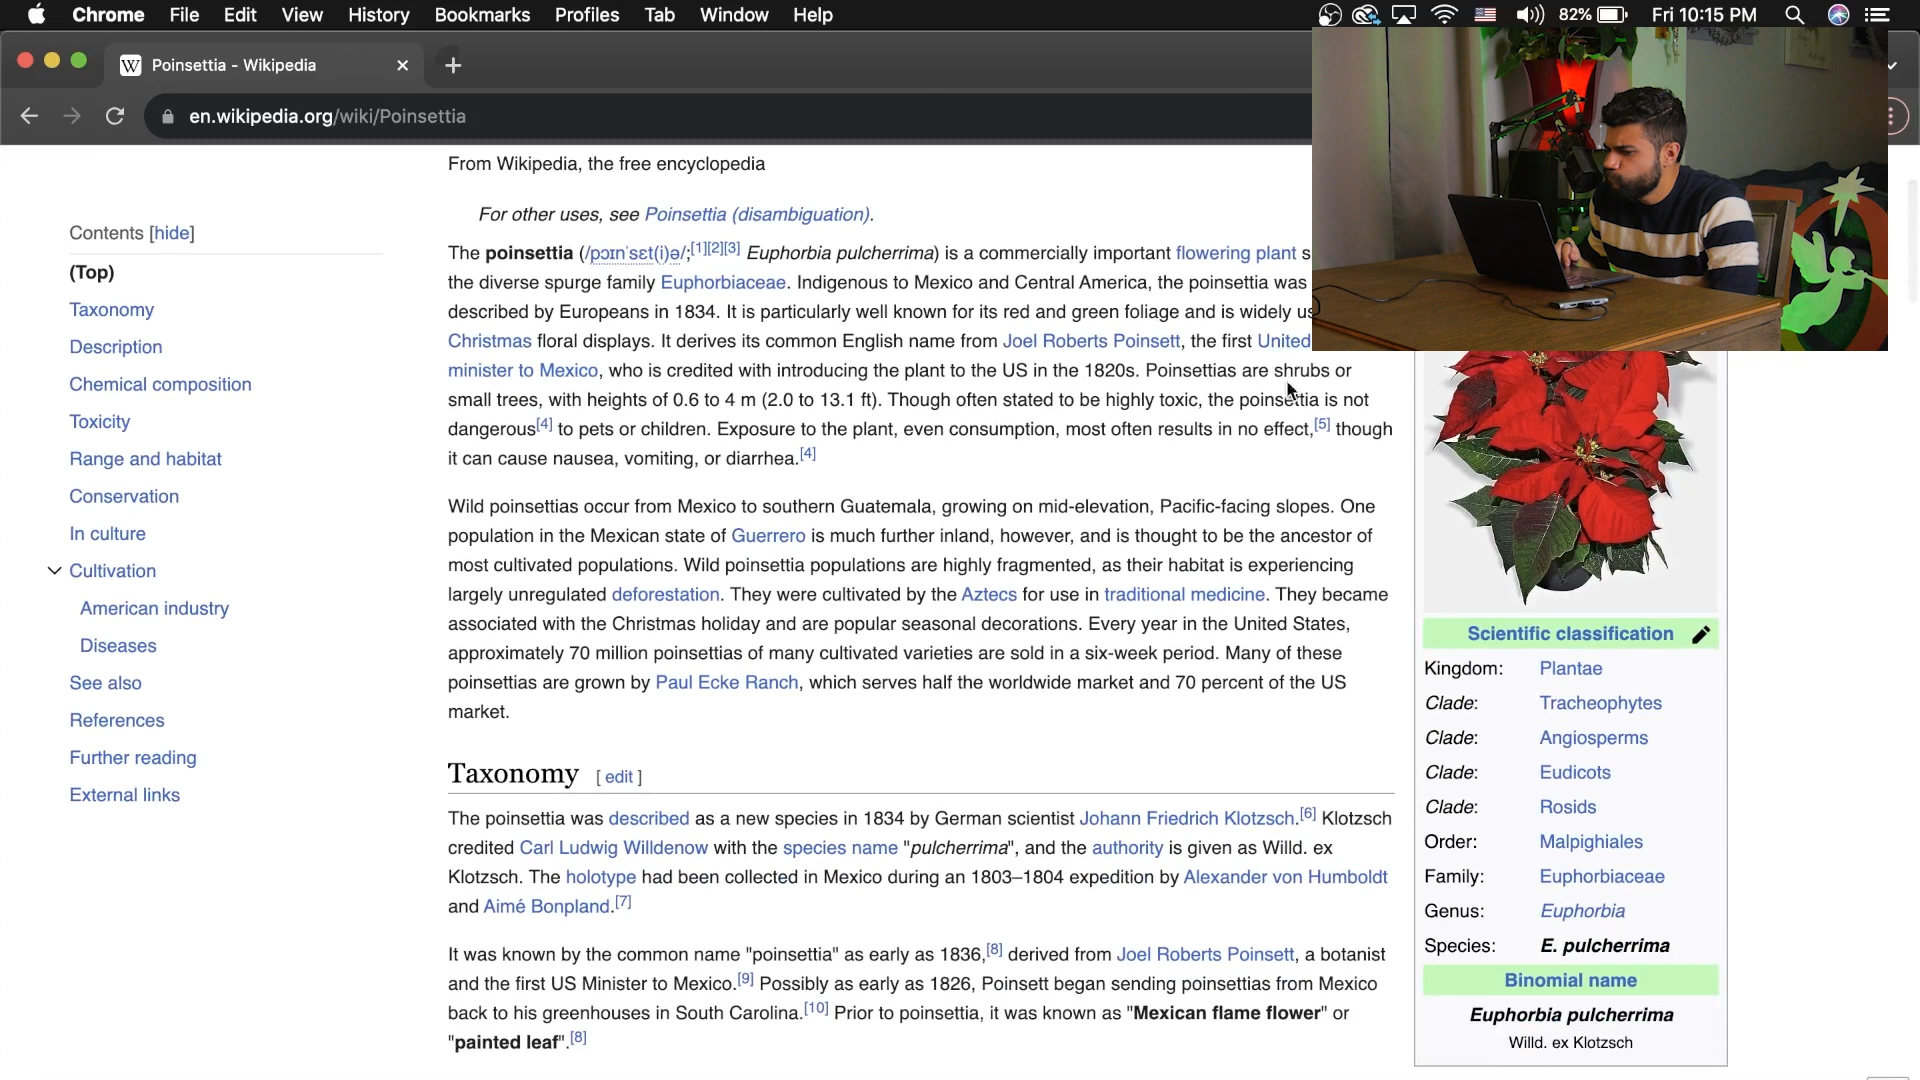 Chrome File Edit View History Bookmarks Profiles Tab Window Help 82% Fri 10:15 PM
W Poinsettia - Wikipedia
en.wikipedia.org/wiki/Poinsettia
From Wikipedia, the free encyclopedia
For other uses, see Poinsettia (disambiguation).
The poinsettia (/pɔɪnˈsɛt(i)ə/;[1][2][3] Euphorbia pulcherrima) is a commercially important flowering plant s
the diverse spurge family Euphorbiaceae. Indigenous to Mexico and Central America, the poinsettia was
described by Europeans in 1834. It is particularly well known for its red and green foliage and is widely us
Christmas floral displays. It derives its common English name from Joel Roberts Poinsett, the first United
minister to Mexico, who is credited with introducing the plant to the US in the 1820s. Poinsettias are shrubs or
small trees, with heights of 0.6 to 4 m (2.0 to 13.1 ft). Though often stated to be highly toxic, the poinsettia is not
dangerous[4] to pets or children. Exposure to the plant, even consumption, most often results in no effect,[5] though
it can cause nausea, vomiting, or diarrhea.[4]
Wild poinsettias occur from Mexico to southern Guatemala, growing on mid-elevation, Pacific-facing slopes. One
population in the Mexican state of Guerrero is much further inland, however, and is thought to be the ancestor of
most cultivated populations. Wild poinsettia populations are highly fragmented, as their habitat is experiencing
largely unregulated deforestation. They were cultivated by the Aztecs for use in traditional medicine. They became
associated with the Christmas holiday and are popular seasonal decorations. Every year in the United States,
approximately 70 million poinsettias of many cultivated varieties are sold in a six-week period. Many of these
poinsettias are grown by Paul Ecke Ranch, which serves half the worldwide market and 70 percent of the US
market.
Taxonomy [ edit ]
The poinsettia was described as a new species in 1834 by German scientist Johann Friedrich Klotzsch.[6] Klotzsch
credited Carl Ludwig Willdenow with the species name "pulcherrima", and the authority is given as Willd. ex
Klotzsch. The holotype had been collected in Mexico during an 1803–1804 expedition by Alexander von Humboldt
and Aimé Bonpland.[7]
It was known by the common name "poinsettia" as early as 1836,[8] derived from Joel Roberts Poinsett, a botanist
and the first US Minister to Mexico.[9] Possibly as early as 1826, Poinsett began sending poinsettias from Mexico
back to his greenhouses in South Carolina.[10] Prior to poinsettia, it was known as "Mexican flame flower" or
"painted leaf".[8]
Contents [hide]
(Top)
Taxonomy
Description
Chemical composition
Toxicity
Range and habitat
Conservation
In culture
Cultivation
American industry
Diseases
See also
References
Further reading
External links
Scientific classification
Kingdom: Plantae
Clade: Tracheophytes
Clade: Angiosperms
Clade: Eudicots
Clade: Rosids
Order: Malpighiales
Family: Euphorbiaceae
Genus: Euphorbia
Species: E. pulcherrima
Binomial name
Euphorbia pulcherrima
Willd. ex Klotzsch